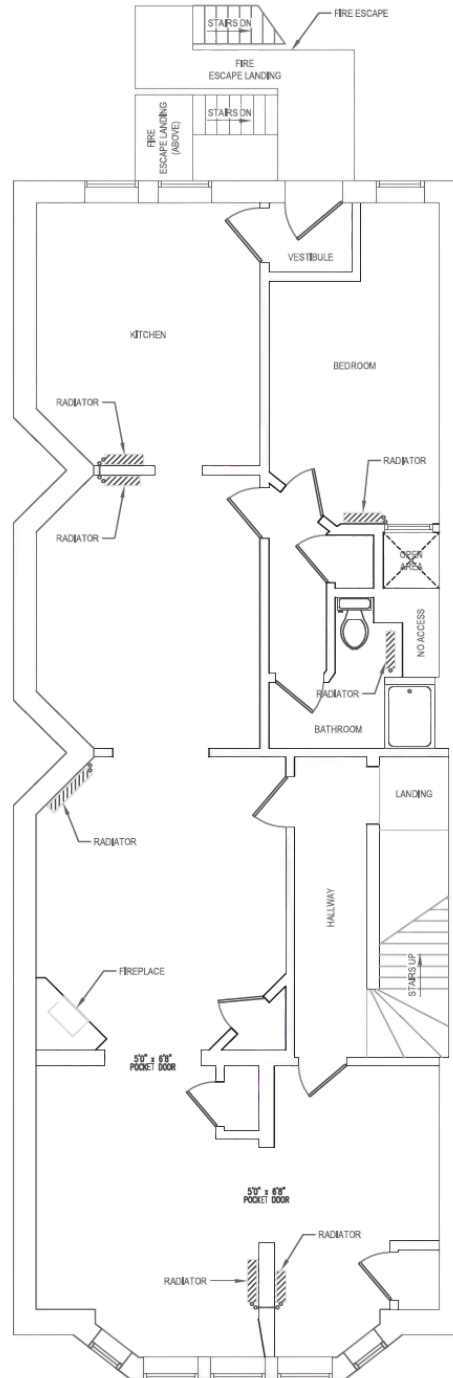 FIRE ESCAPE
STAIRS DN
FIRE
ESCAPE LANDING
FIRE
ESCAPE LANDING
(ABOVE)
STAIRS DN
VESTIBULE
KITCHEN
BEDROOM
RADIATOR
RADIATOR
RADIATOR
OPEN
AREA
NO ACCESS
RADIATOR
BATHROOM
LANDING
RADIATOR
HALLWAY
STAIRS UP
FIREPLACE
5'0" x 6'8"
POCKET DOOR
5'0" x 6'8"
POCKET DOOR
RADIATOR
RADIATOR